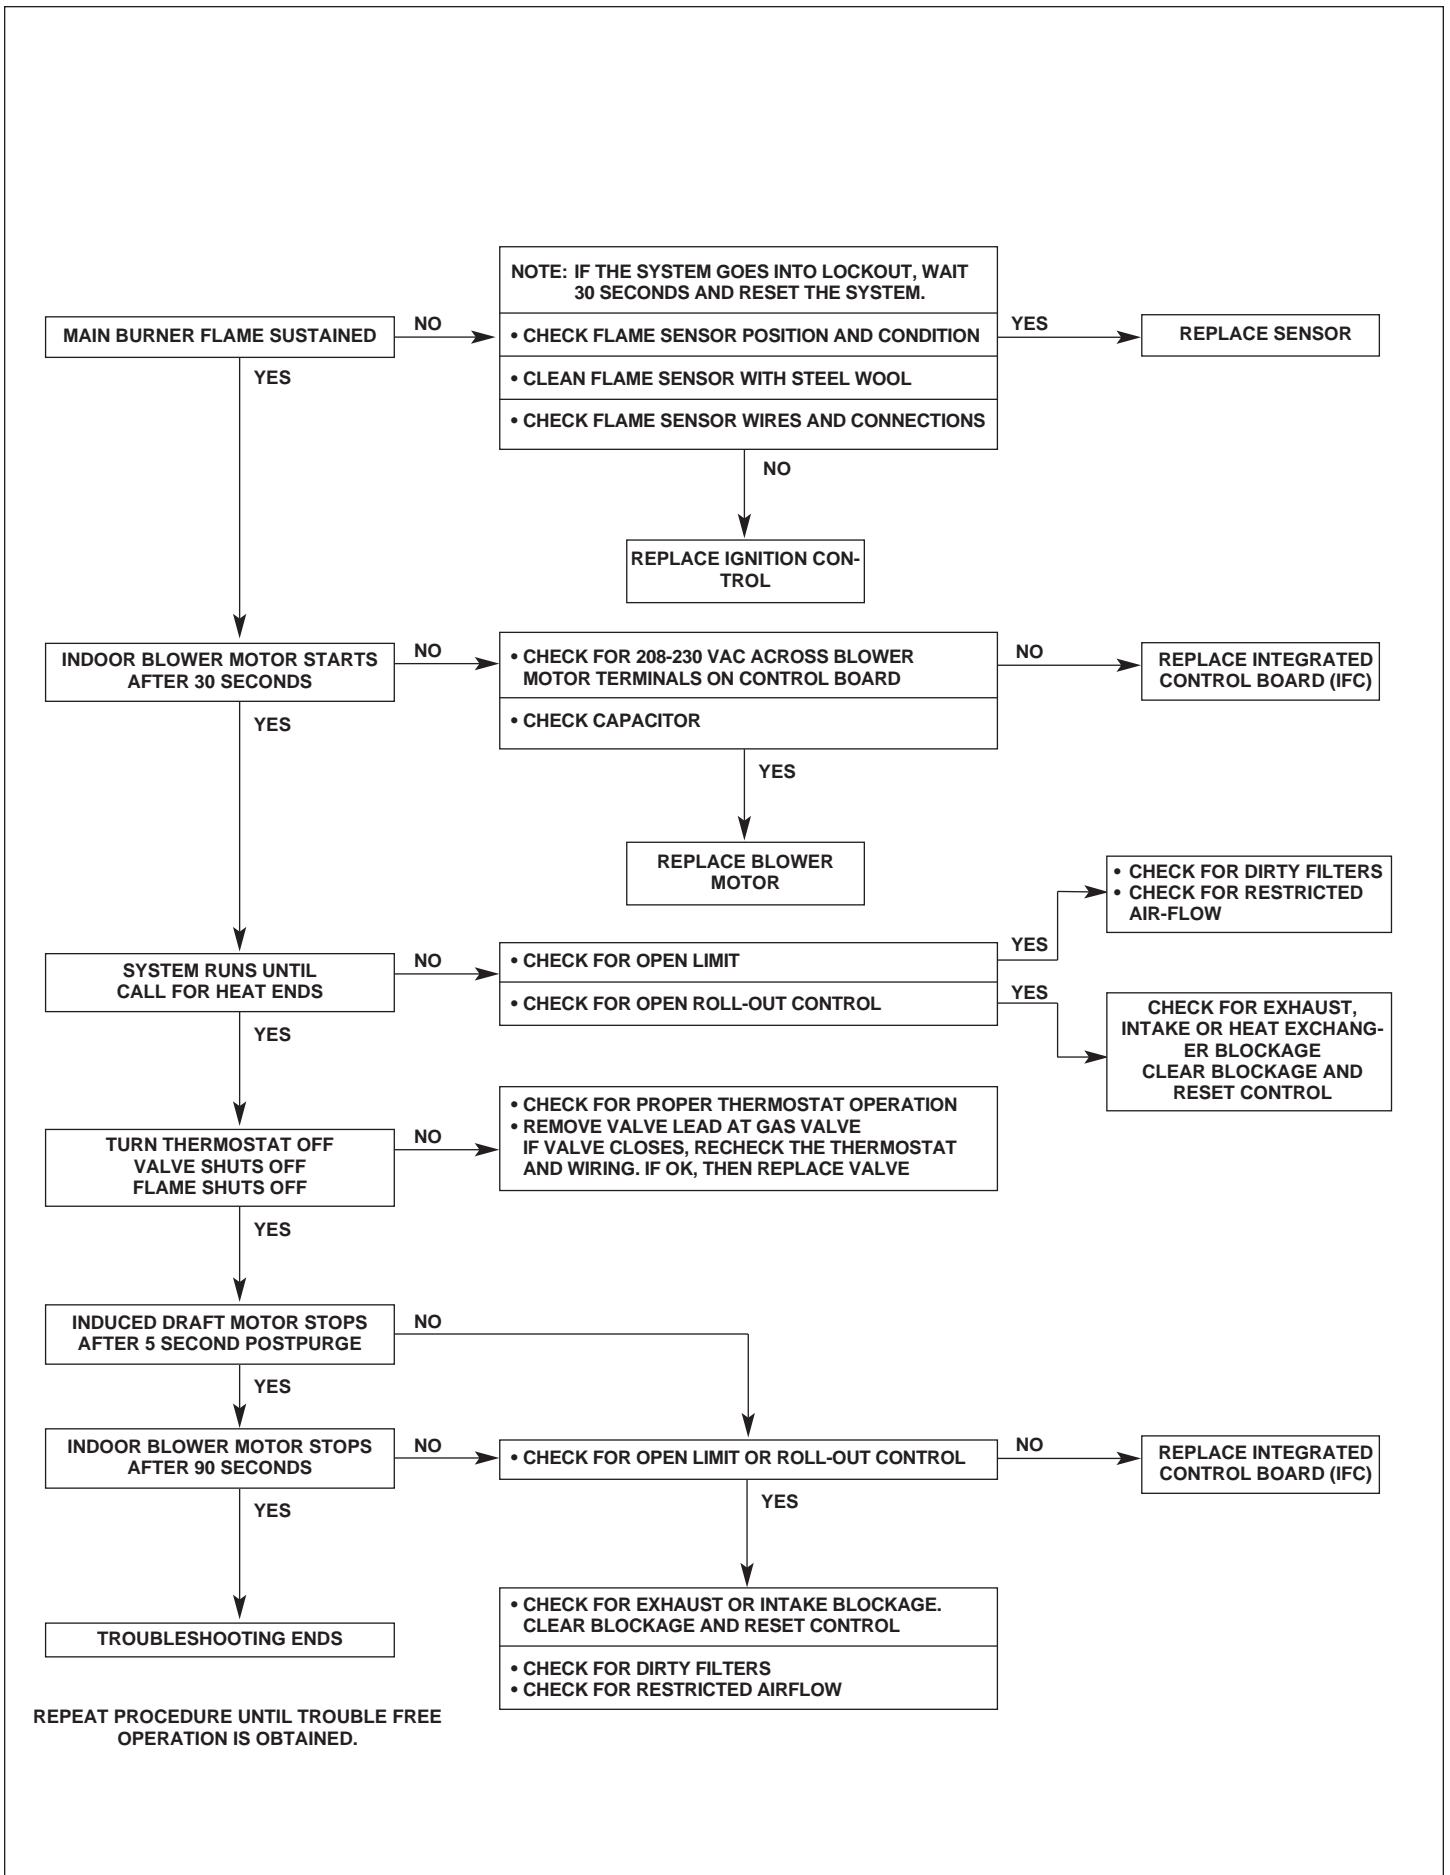 NOTE: IF THE SYSTEM GOES INTO LOCKOUT, WAIT
30 SECONDS AND RESET THE SYSTEM.
MAIN BURNER FLAME SUSTAINED
NO
• CHECK FLAME SENSOR POSITION AND CONDITION
YES
REPLACE SENSOR
YES
• CLEAN FLAME SENSOR WITH STEEL WOOL
• CHECK FLAME SENSOR WIRES AND CONNECTIONS
NO
REPLACE IGNITION CON-
TROL
INDOOR BLOWER MOTOR STARTS
AFTER 30 SECONDS
NO
• CHECK FOR 208-230 VAC ACROSS BLOWER
MOTOR TERMINALS ON CONTROL BOARD
NO
REPLACE INTEGRATED
CONTROL BOARD (IFC)
YES
• CHECK CAPACITOR
YES
REPLACE BLOWER
MOTOR
• CHECK FOR DIRTY FILTERS
• CHECK FOR RESTRICTED
AIR-FLOW
SYSTEM RUNS UNTIL
CALL FOR HEAT ENDS
NO
• CHECK FOR OPEN LIMIT
YES
• CHECK FOR OPEN ROLL-OUT CONTROL
YES
CHECK FOR EXHAUST,
INTAKE OR HEAT EXCHANG-
ER BLOCKAGE
CLEAR BLOCKAGE AND
RESET CONTROL
YES
TURN THERMOSTAT OFF
VALVE SHUTS OFF
FLAME SHUTS OFF
NO
• CHECK FOR PROPER THERMOSTAT OPERATION
• REMOVE VALVE LEAD AT GAS VALVE
IF VALVE CLOSES, RECHECK THE THERMOSTAT
AND WIRING. IF OK, THEN REPLACE VALVE
YES
INDUCED DRAFT MOTOR STOPS
AFTER 5 SECOND POSTPURGE
NO
YES
INDOOR BLOWER MOTOR STOPS
AFTER 90 SECONDS
NO
• CHECK FOR OPEN LIMIT OR ROLL-OUT CONTROL
NO
REPLACE INTEGRATED
CONTROL BOARD (IFC)
YES
YES
• CHECK FOR EXHAUST OR INTAKE BLOCKAGE.
CLEAR BLOCKAGE AND RESET CONTROL
TROUBLESHOOTING ENDS
• CHECK FOR DIRTY FILTERS
• CHECK FOR RESTRICTED AIRFLOW
REPEAT PROCEDURE UNTIL TROUBLE FREE
OPERATION IS OBTAINED.